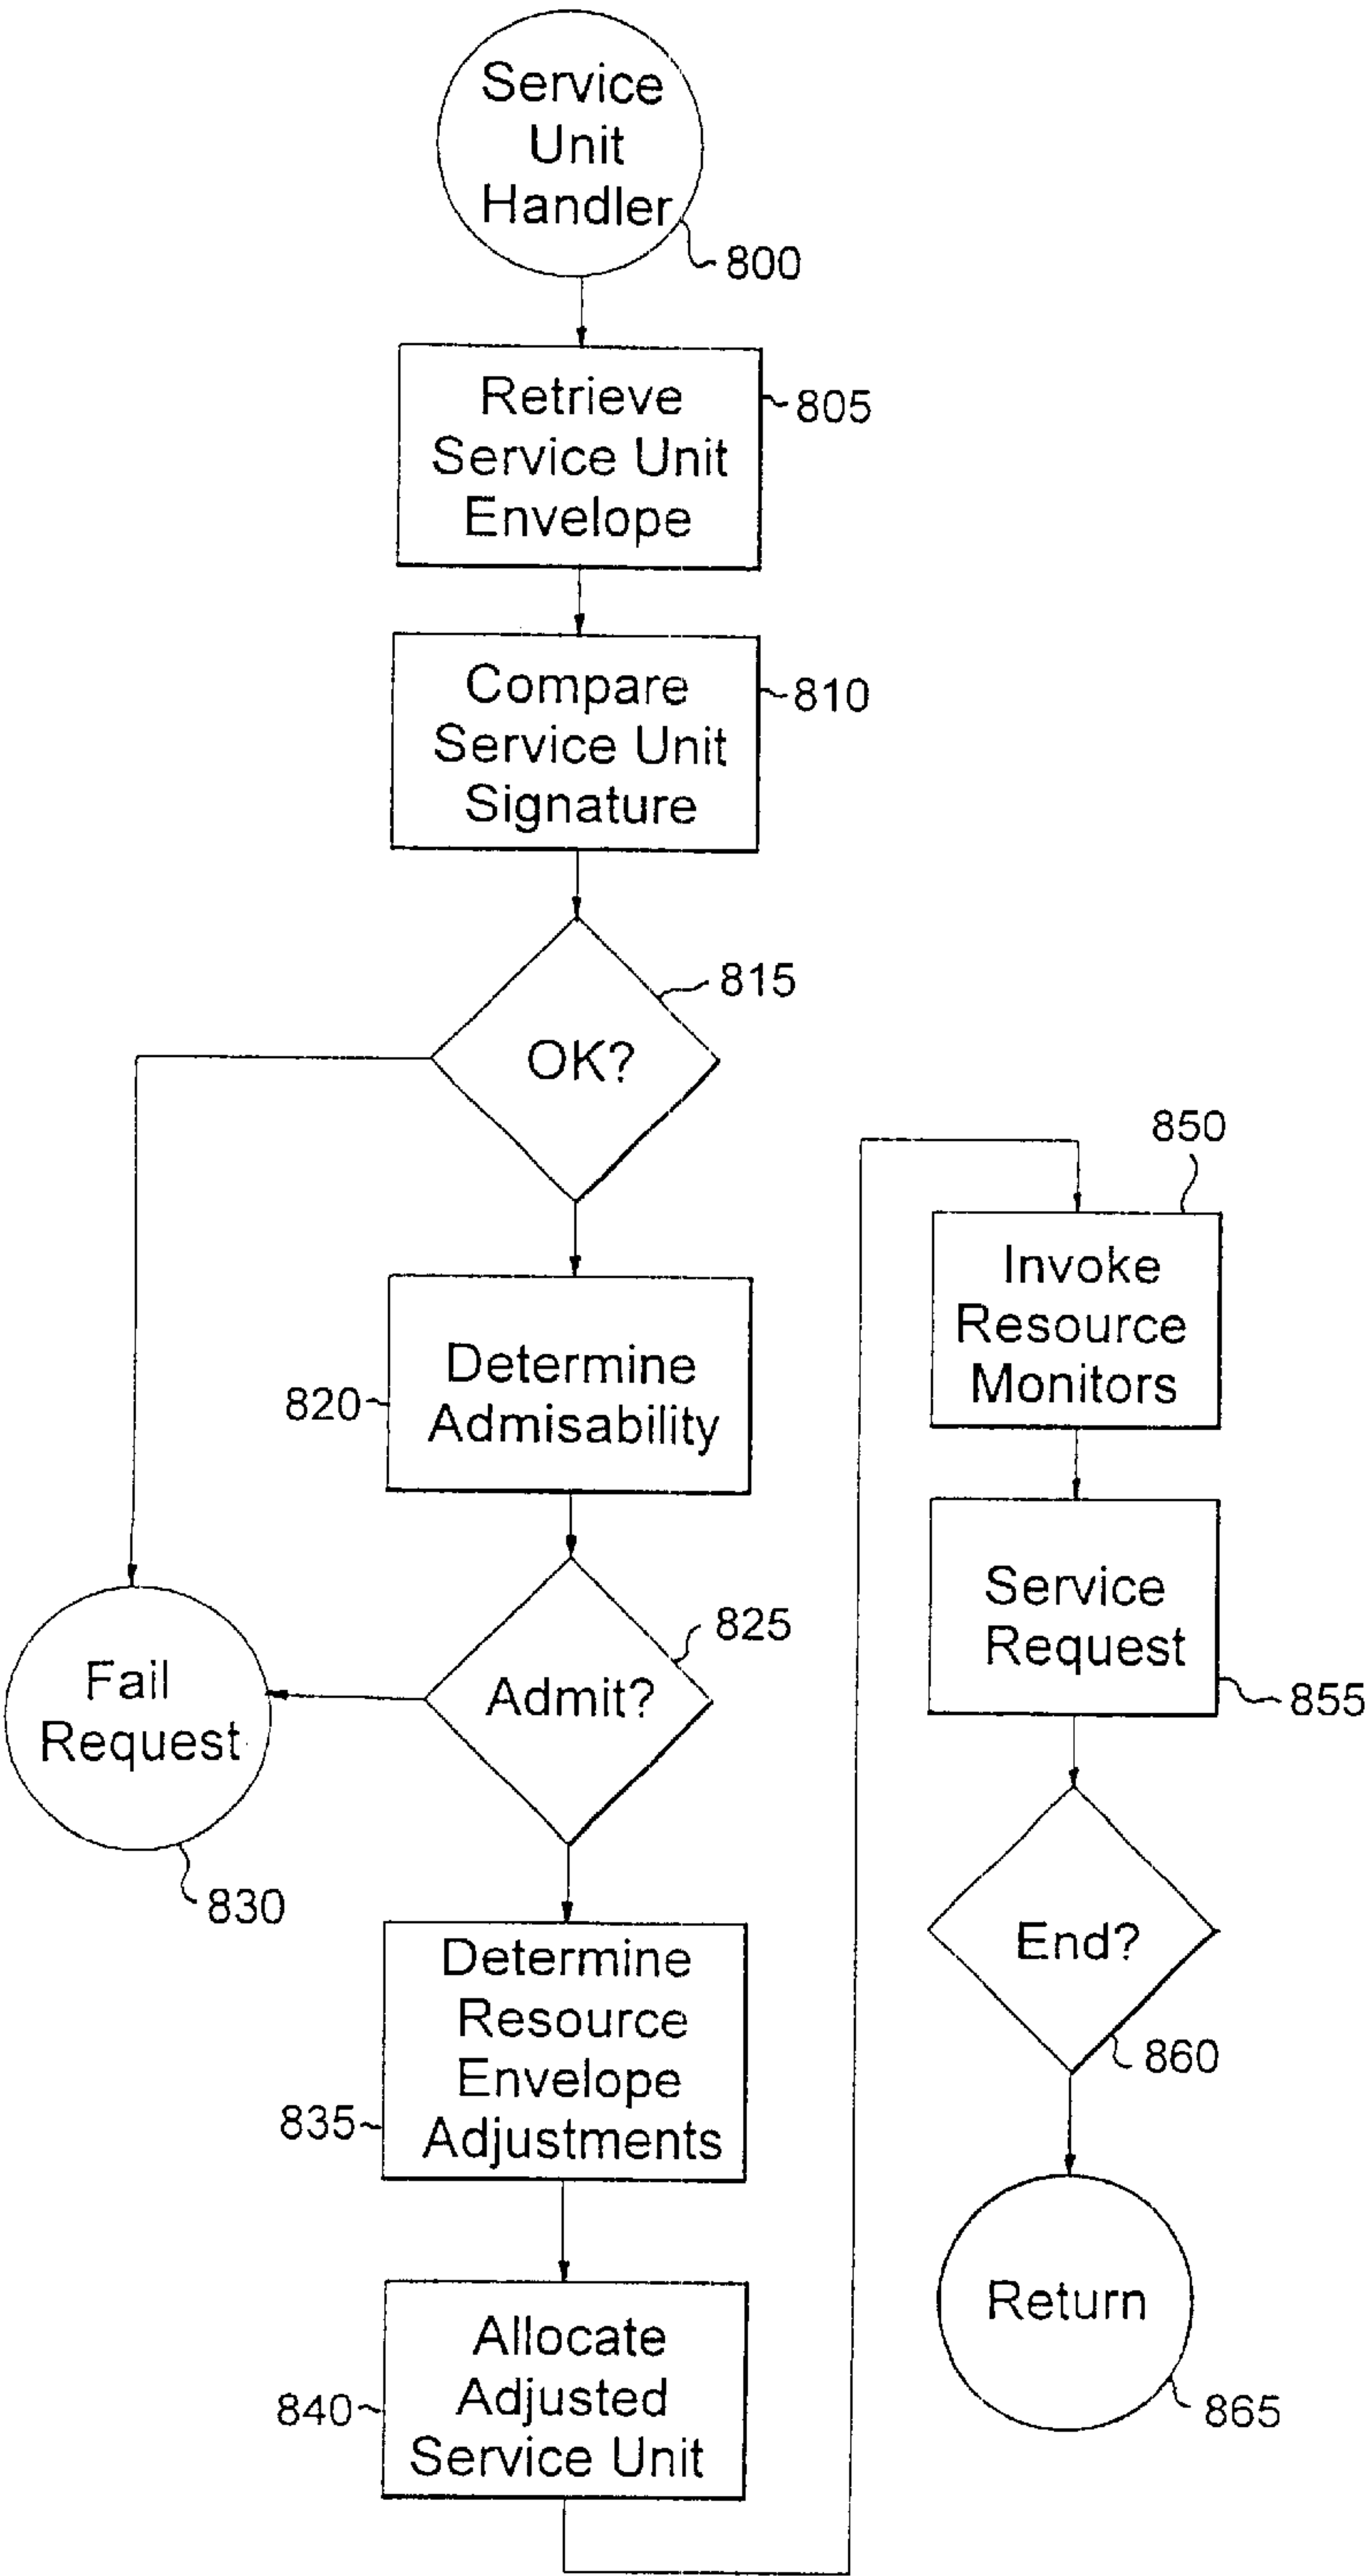 Service
Unit
Handler
800
Retrieve
Service Unit
Envelope
805
Compare
Service Unit
Signature
810
815
OK?
Determine
Admisability
820
825
Admit?
Fail
Request
830
Determine
Resource
Envelope
Adjustments
835
Allocate
Adjusted
Service Unit
840
850
Invoke
Resource
Monitors
Service
Request
855
End?
860
Return
865